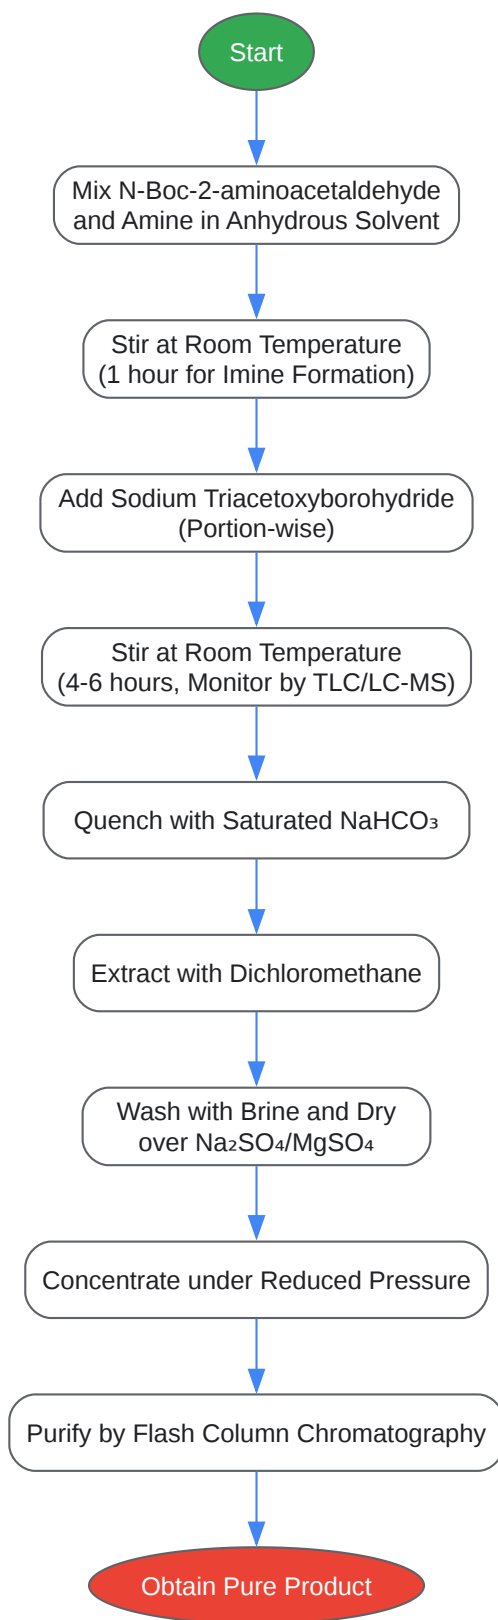 Start
Mix N-Boc-2-aminoacetaldehyde
and Amine in Anhydrous Solvent
Stir at Room Temperature
(1 hour for Imine Formation)
Add Sodium Triacetoxyborohydride
(Portion-wise)
Stir at Room Temperature
(4-6 hours, Monitor by TLC/LC-MS)
Quench with Saturated NaHCO₃
Extract with Dichloromethane
Wash with Brine and Dry
over Na₂SO₄/MgSO₄
Concentrate under Reduced Pressure
Purify by Flash Column Chromatography
Obtain Pure Product